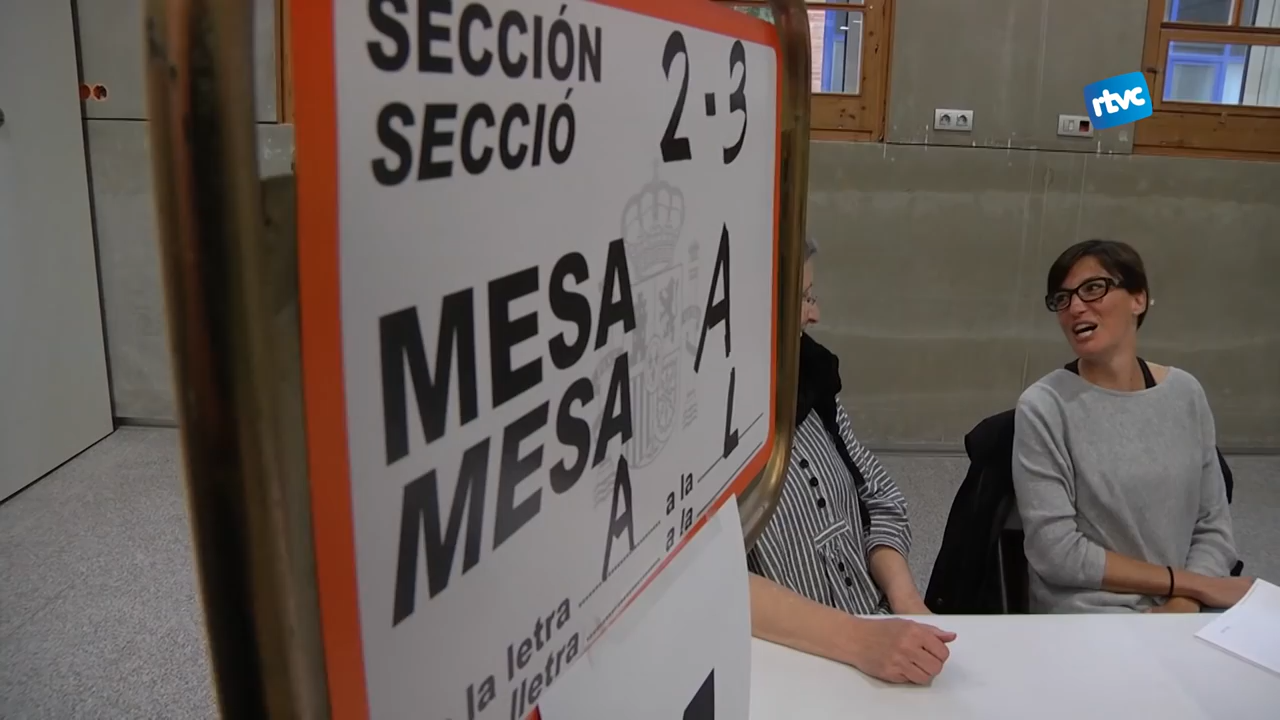 rtvc
SECCIÓN 2-3
SECCIÓ
MESA A
MESA
a la L
A a la
la letra
lletra